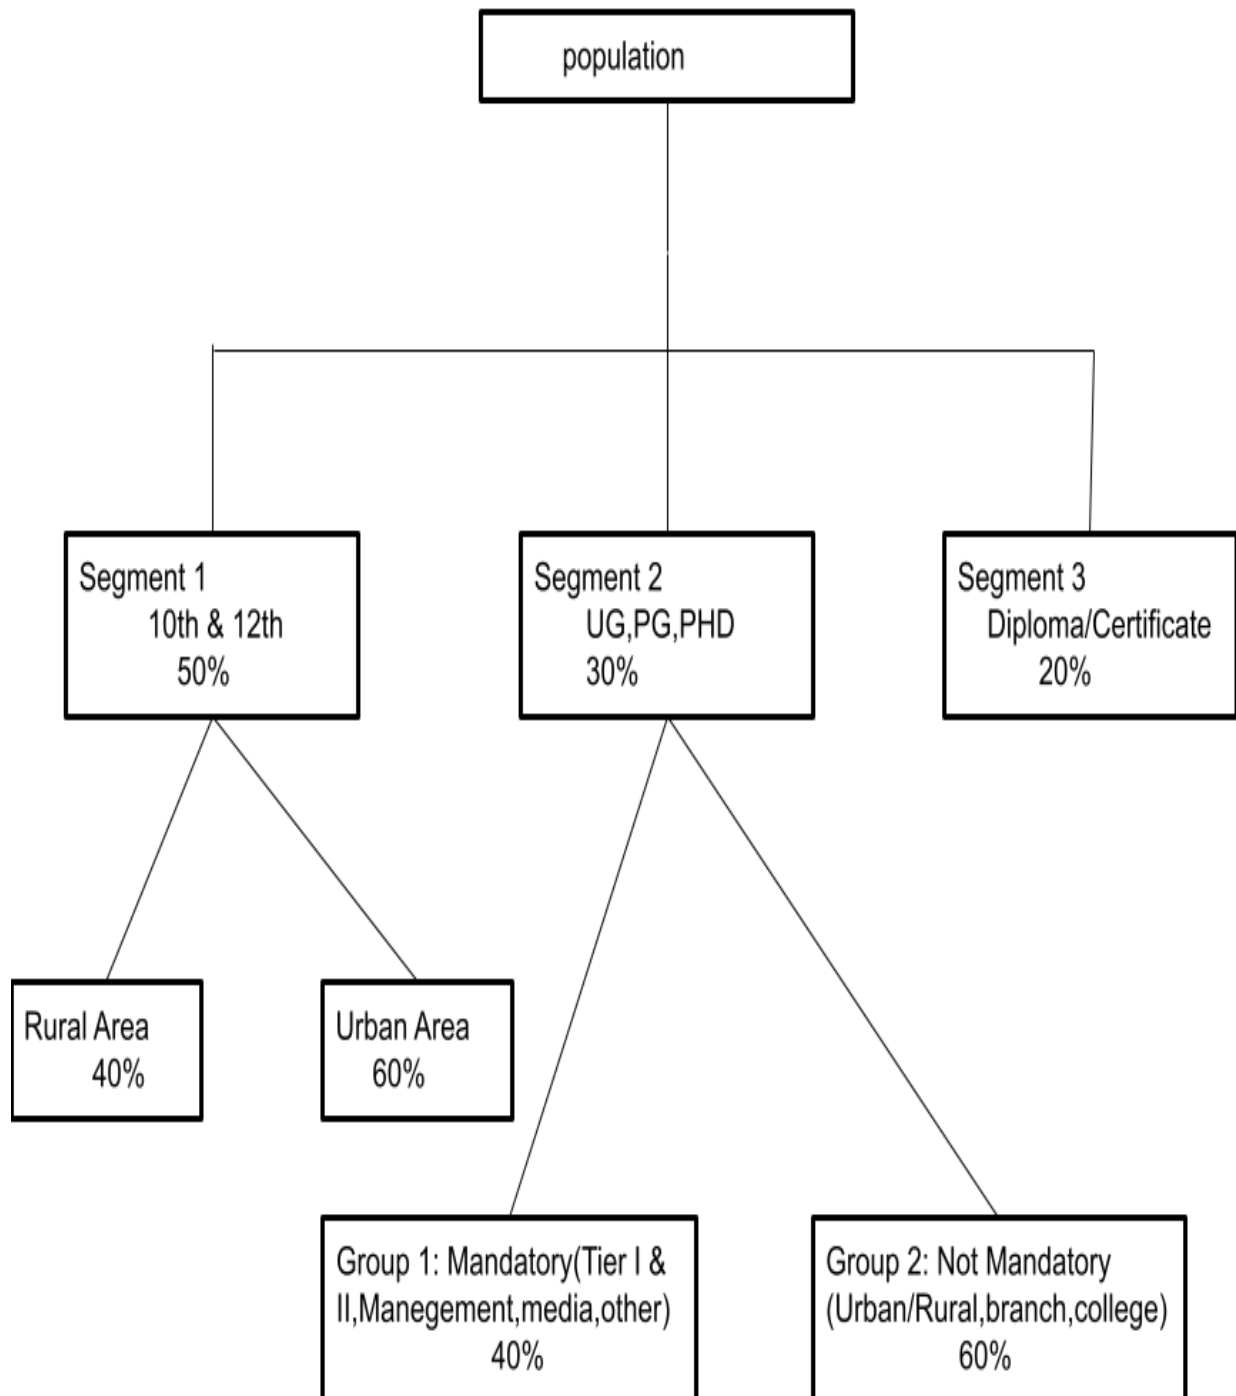 population
Segment 1
10th & 12th
50%
Segment 2
UG,PG,PHD
30%
Segment 3
Diploma/Certificate
20%
Rural Area
40%
Urban Area
60%
Group 1: Mandatory(Tier I &
II,Manegement,media,other)
40%
Group 2: Not Mandatory
(Urban/Rural,branch,college)
60%